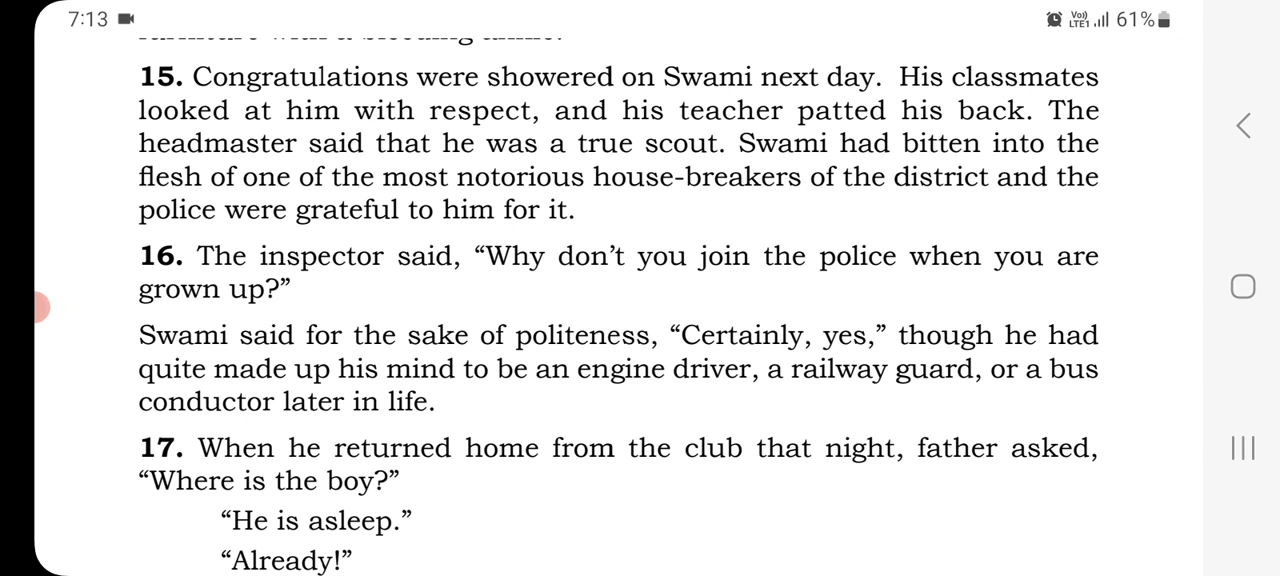 7:13
Vo)) LTE1 61%
15. Congratulations were showered on Swami next day. His classmates
looked at him with respect, and his teacher patted his back. The
headmaster said that he was a true scout. Swami had bitten into the
flesh of one of the most notorious house-breakers of the district and the
police were grateful to him for it.
16. The inspector said, “Why don’t you join the police when you are
grown up?”
Swami said for the sake of politeness, “Certainly, yes,” though he had
quite made up his mind to be an engine driver, a railway guard, or a bus
conductor later in life.
17. When he returned home from the club that night, father asked,
“Where is the boy?”
“He is asleep.”
“Already!”